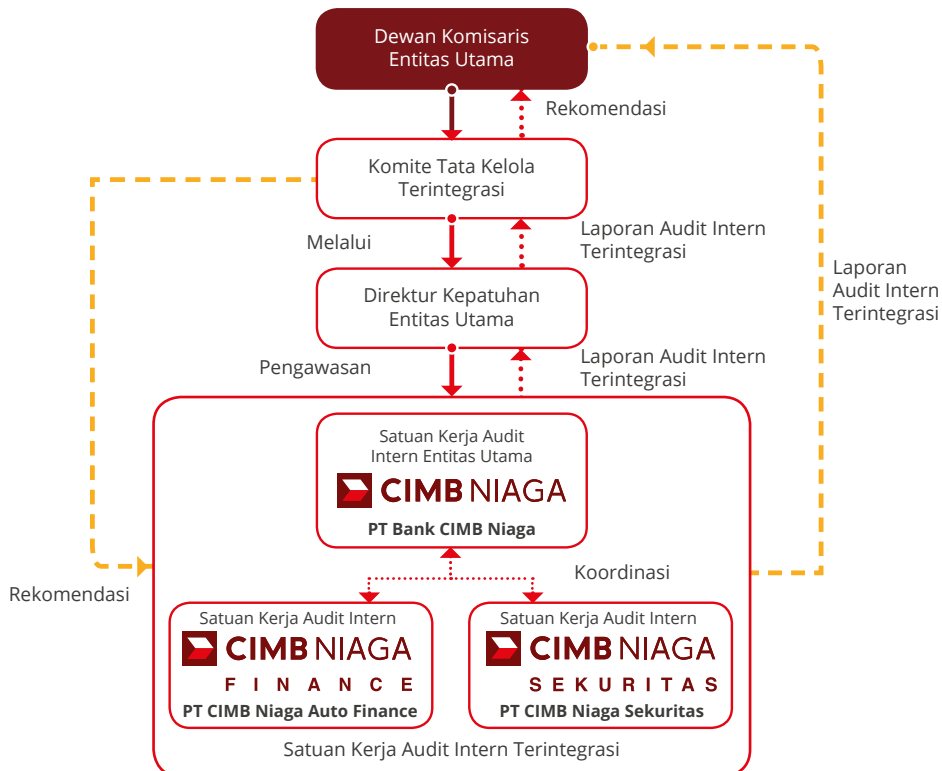 Dewan Komisaris
Entitas Utama
Rekomendasi
Komite Tata Kelola
Terintegrasi
Melalui
Laporan Audit Intern
Terintegrasi
Laporan
Audit Intern
Terintegrasi
Direktur Kepatuhan
Entitas Utama
Pengawasan
Laporan Audit Intern
Terintegrasi
Satuan Kerja Audit
Intern Entitas Utama
CIMB NIAGA
PT Bank CIMB Niaga
Koordinasi
Rekomendasi
Satuan Kerja Audit Intern
CIMB NIAGA
FINANCE
PT CIMB Niaga Auto Finance
Satuan Kerja Audit Intern
CIMB NIAGA
SEKURITAS
PT CIMB Niaga Sekuritas
Satuan Kerja Audit Intern Terintegrasi